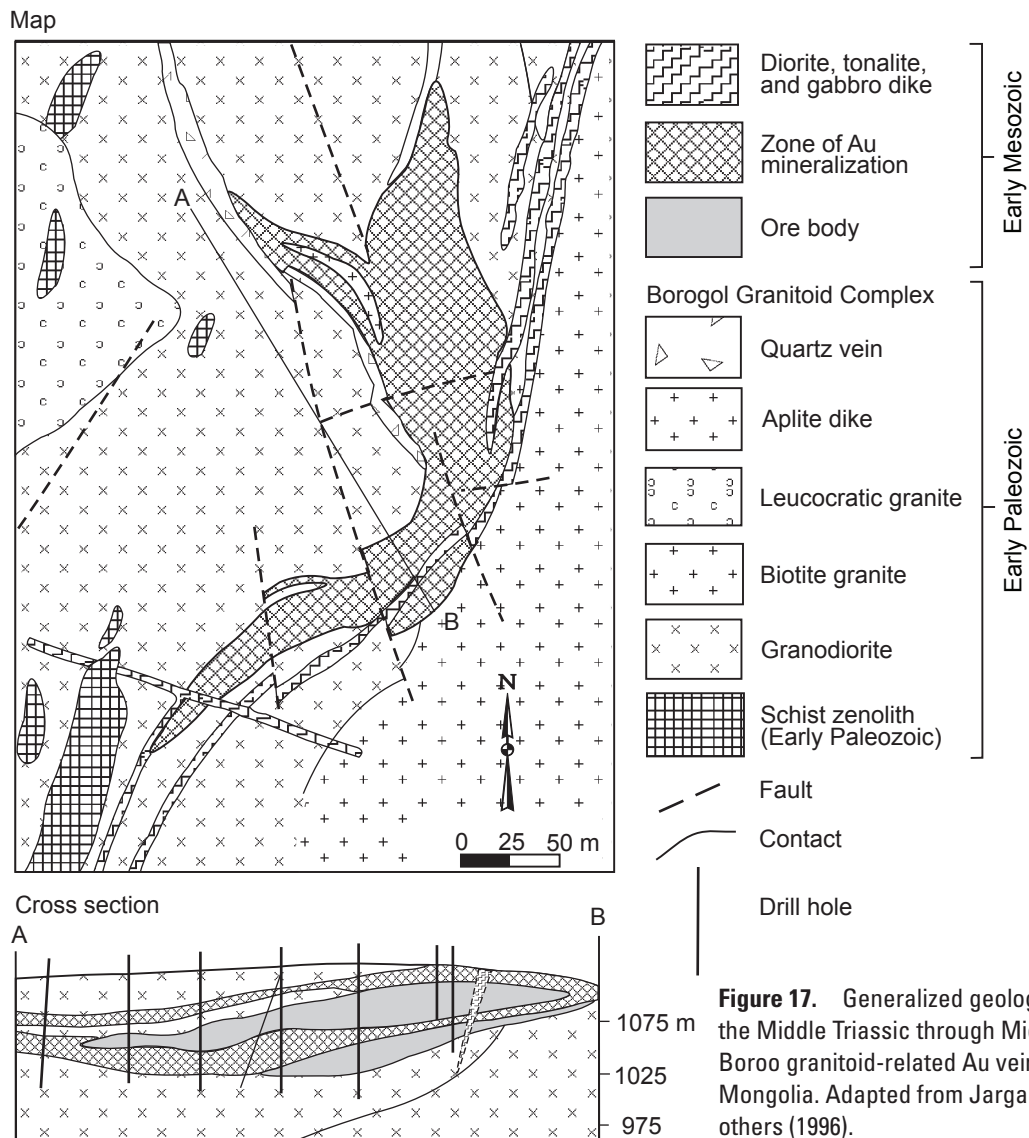 Map
A
B
N
0 25 50 m
Diorite, tonalite,
and gabbro dike
Zone of Au
mineralization
Ore body
Early Mesozoic
Borogol Granitoid Complex
Quartz vein
Aplite dike
Leucocratic granite
Biotite granite
Granodiorite
Schist zenolith
(Early Paleozoic)
Early Paleozoic
Fault
Contact
Drill hole
Cross section
A
B
1075 m
1025
975
Figure 17. Generalized geolog
the Middle Triassic through Mi
Boroo granitoid-related Au vein
Mongolia. Adapted from Jarga
others (1996).